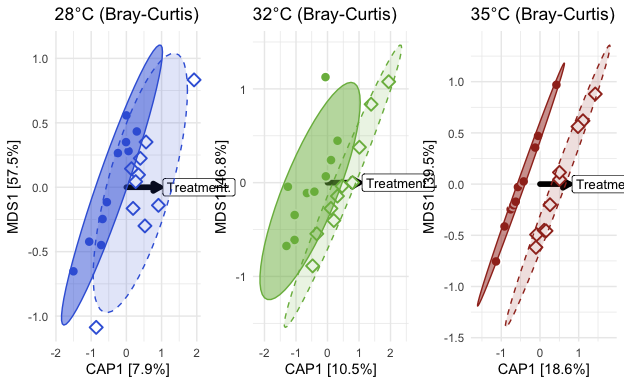 28°C (Bray-Curtis)
MDS1 [57.5%]
1.0
0.5
0.0
-0.5
-1.0
Treatment
-2
-1
0
1
2
CAP1 [7.9%]
32°C (Bray-Curtis)
MDS1 [46.8%]
1
0
-1
Treatment
-2
-1
0
1
2
CAP1 [10.5%]
35°C (Bray-Curtis)
MDS1 [39.5%]
1.0
0.5
0.0
-0.5
-1.0
-1.5
Treatme
-1
0
1
CAP1 [18.6%]